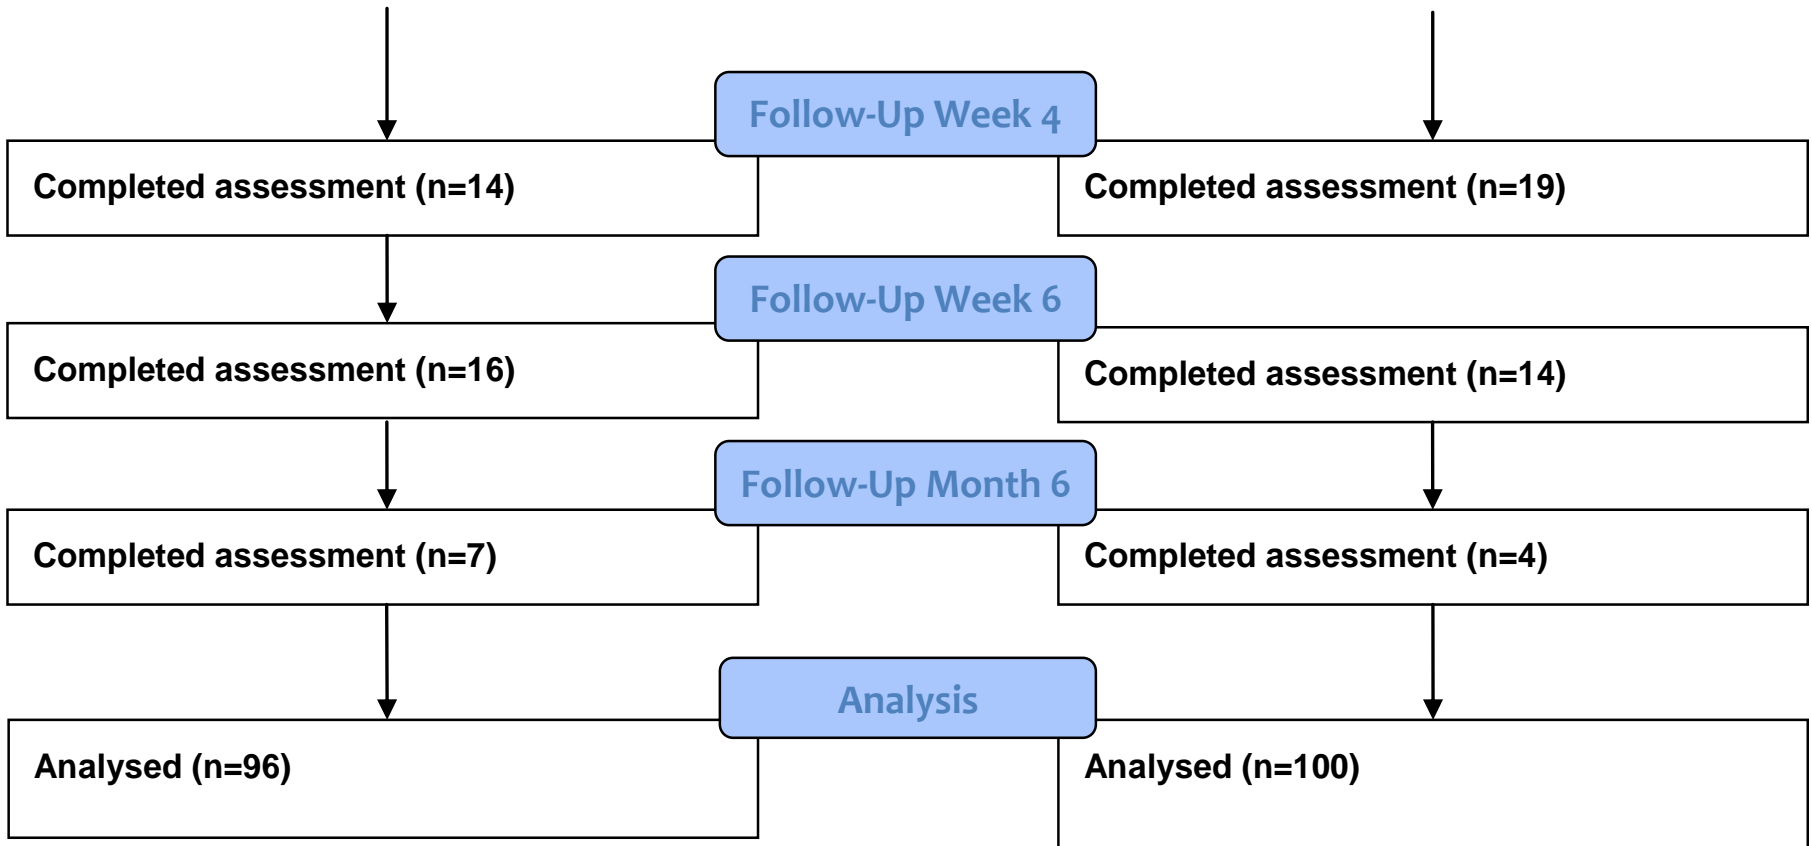 Follow-Up Week 4
Completed assessment (n=14)
Completed assessment (n=19)
Follow-Up Week 6
Completed assessment (n=16)
Completed assessment (n=14)
Follow-Up Month 6
Completed assessment (n=7)
Completed assessment (n=4)
Analysis
Analysed (n=96)
Analysed (n=100)